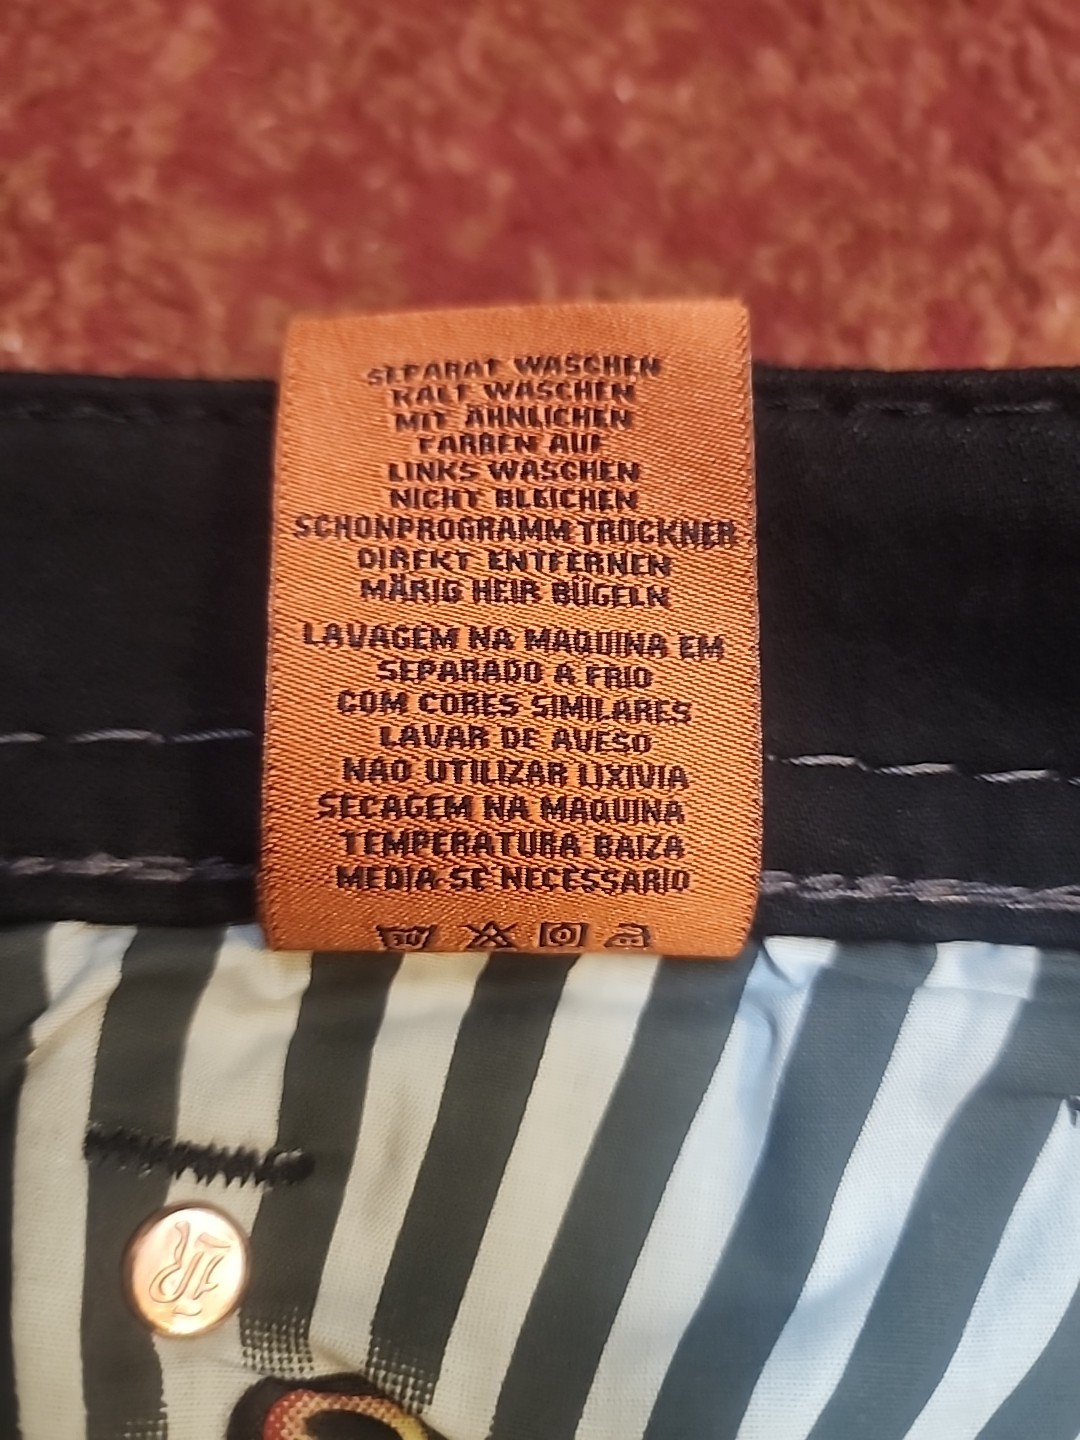 SEPARAT WASCHEN
KALT WASCHEN
MIT ÄHNLICHEN
FARBEN AUF
LINKS WASCHEN
NICHT BLEICHEN
SCHONPROGRAMM TROCKNER
DIREKT ENTFERNEN
MÄRIG HEIR BÜGELN
LAVAGEM NA MAQUINA EM
SEPARADO A FRIO
COM CORES SIMILARES
LAVAR DE AVESO
NAO UTILIZAR LIXIVIA
SECAGEM NA MAQUINA
TEMPERATURA BAIZA
MEDIA SE NECESSARIO
30
TR